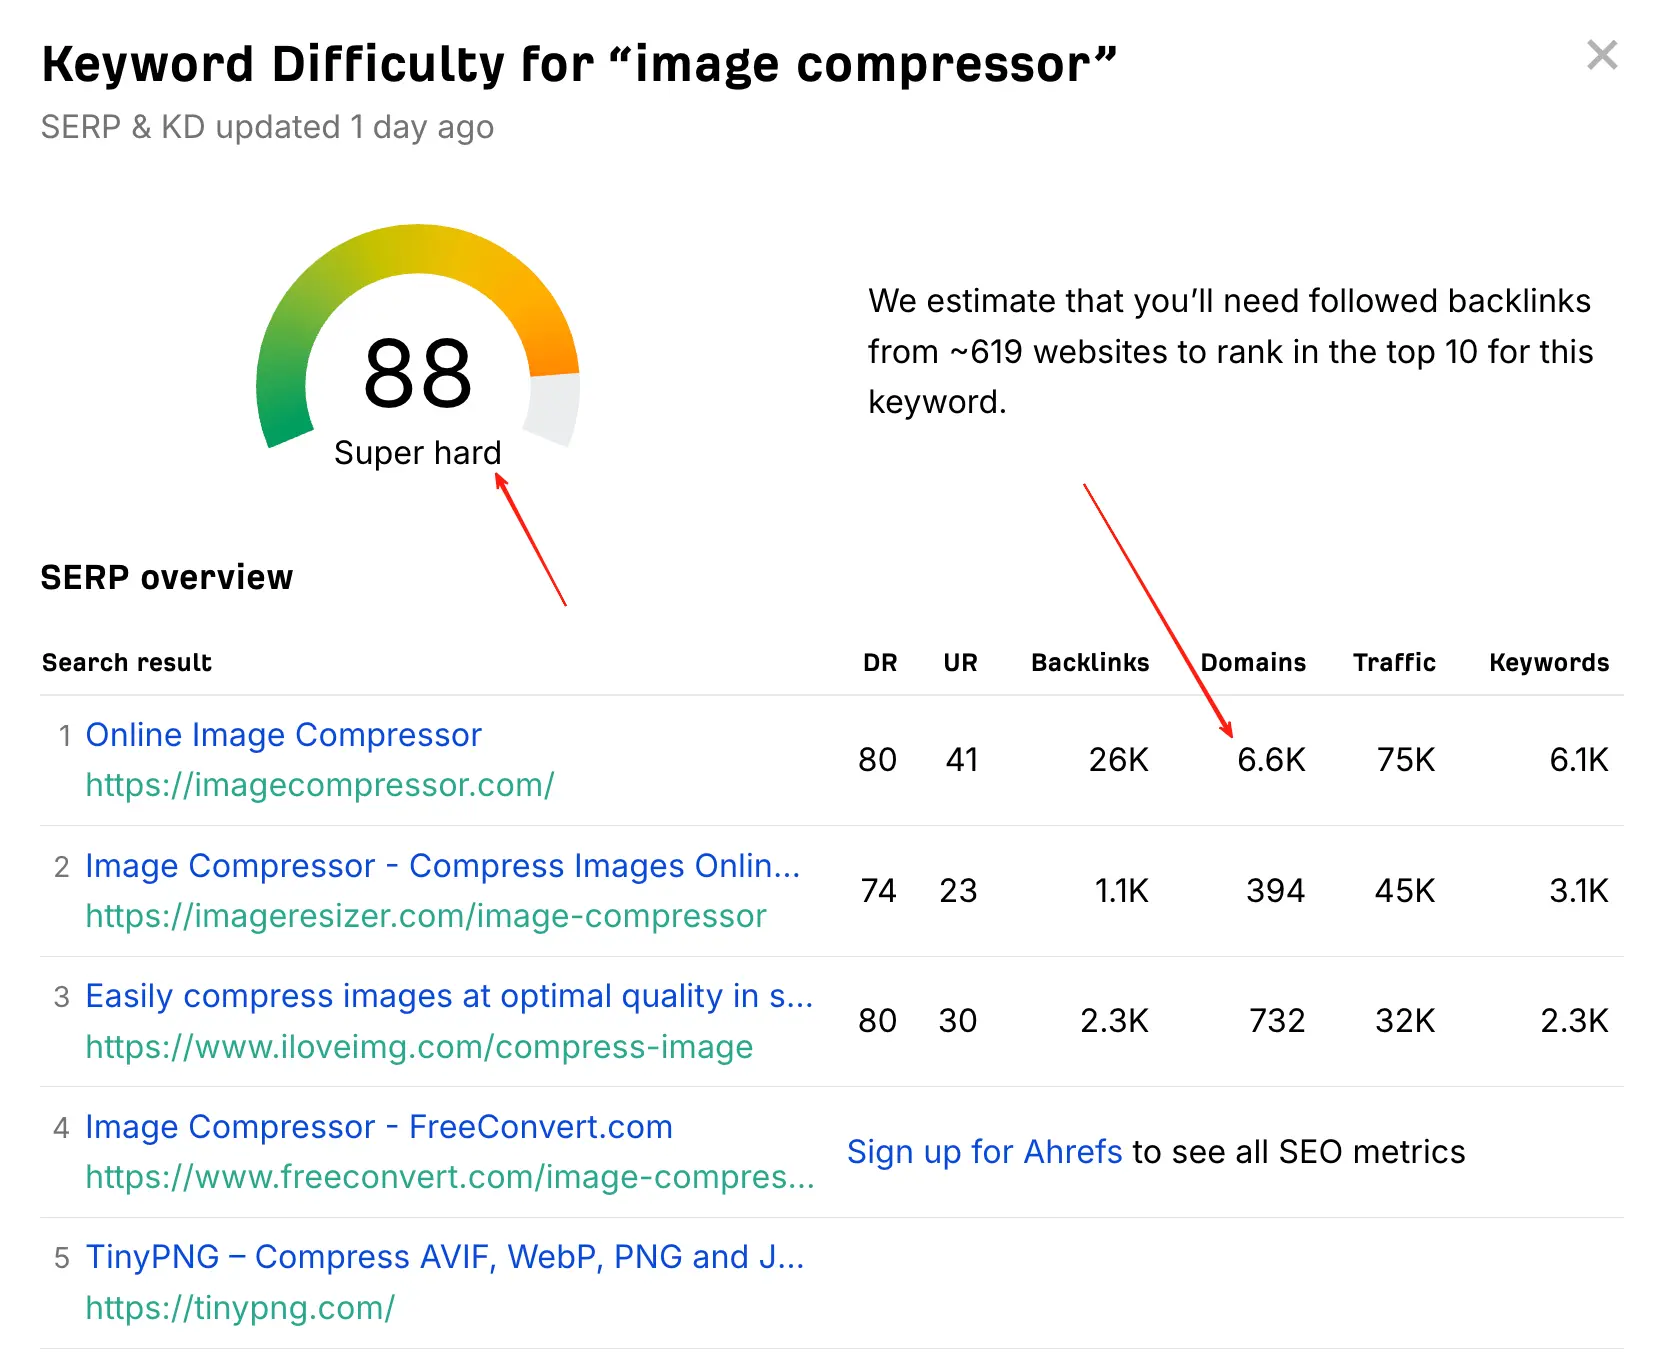 Keyword Difficulty for “image compressor”
SERP & KD updated 1 day ago
88
Super hard
We estimate that you’ll need followed backlinks
from ~619 websites to rank in the top 10 for this
keyword.
SERP overview
Search result DR UR Backlinks Domains Traffic Keywords
1 Online Image Compressor
https://imagecompressor.com/
80 41 26K 6.6K 75K 6.1K
2 Image Compressor - Compress Images Onlin...
https://imageresizer.com/image-compressor
74 23 1.1K 394 45K 3.1K
3 Easily compress images at optimal quality in s...
https://www.iloveimg.com/compress-image
80 30 2.3K 732 32K 2.3K
4 Image Compressor - FreeConvert.com
https://www.freeconvert.com/image-compres...
Sign up for Ahrefs to see all SEO metrics
5 TinyPNG – Compress AVIF, WebP, PNG and J...
https://tinypng.com/